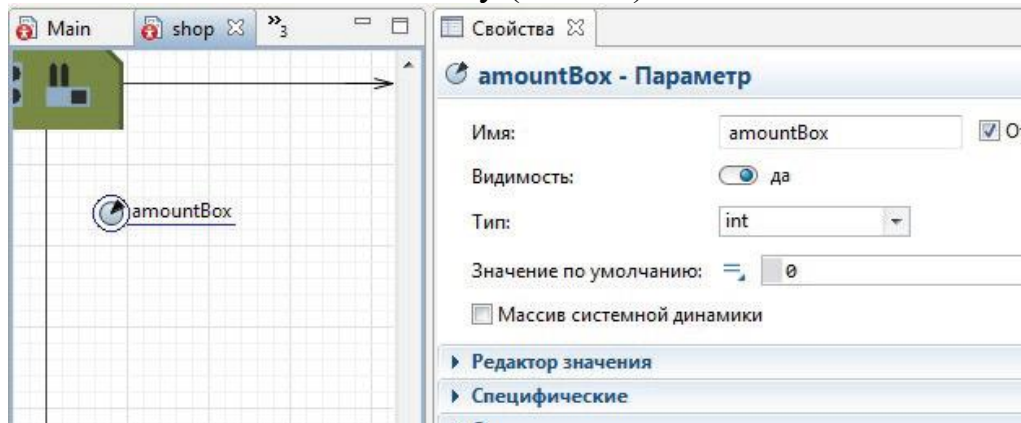 Main
shop
»3
Свойства
amountBox - Параметр
Имя:
amountBox
Видимость:
да
amountBox
Тип:
int
Значение по умолчанию:
0
Массив системной динамики
Редактор значения
Специфические